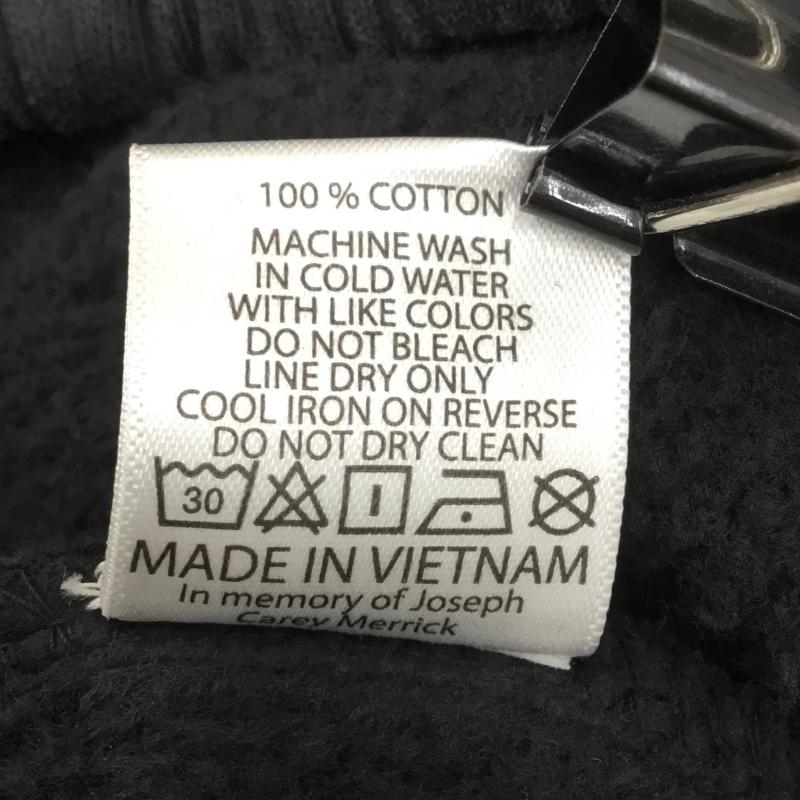 100 % COTTON
MACHINE WASH
IN COLD WATER
WITH LIKE COLORS
DO NOT BLEACH
LINE DRY ONLY
COOL IRON ON REVERSE
DO NOT DRY CLEAN
30
MADE IN VIETNAM
In memory of Joseph
Carey Merrick